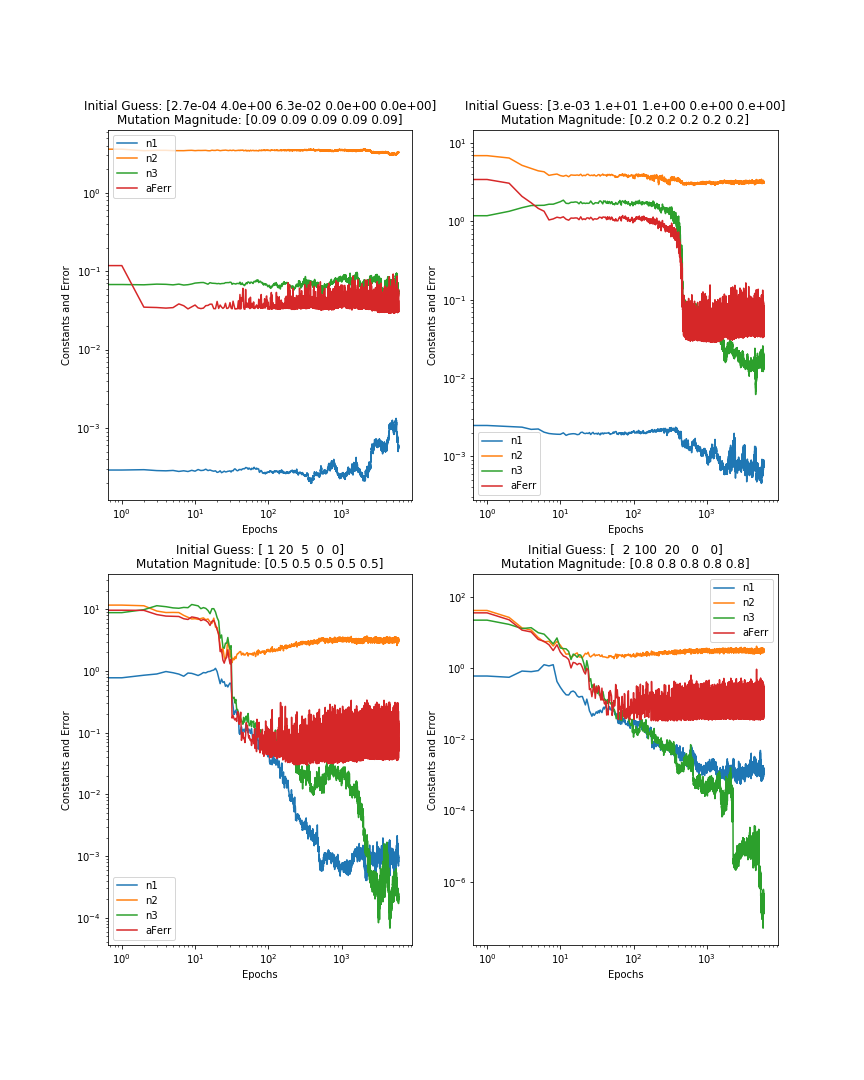 Initial Guess: [2.7e-04 4.0e+00 6.3e-02 0.0e+00 0.0e+00]
Mutation Magnitude: [0.09 0.09 0.09 0.09 0.09]
n1
n2
n3
aFerr
10⁰
10⁻¹
10⁻²
10⁻³
Constants and Error
10⁰ 10¹ 10² 10³
Epochs
Initial Guess: [3.e-03 1.e+01 1.e+00 0.e+00 0.e+00]
Mutation Magnitude: [0.2 0.2 0.2 0.2 0.2]
10¹
10⁰
10⁻¹
10⁻²
10⁻³
Constants and Error
n1
n2
n3
aFerr
10⁰ 10¹ 10² 10³
Epochs
Initial Guess: [ 1 20  5  0  0]
Mutation Magnitude: [0.5 0.5 0.5 0.5 0.5]
10¹
10⁰
10⁻¹
10⁻²
10⁻³
10⁻⁴
Constants and Error
n1
n2
n3
aFerr
10⁰ 10¹ 10² 10³
Epochs
Initial Guess: [  2 100  20   0   0]
Mutation Magnitude: [0.8 0.8 0.8 0.8 0.8]
n1
n2
n3
aFerr
10²
10⁰
10⁻²
10⁻⁴
10⁻⁶
Constants and Error
10⁰ 10¹ 10² 10³
Epochs